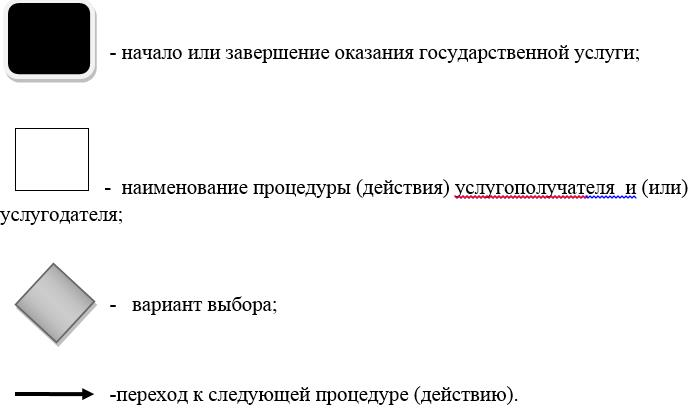 - начало или завершение оказания государственной услуги;
- наименование процедуры (действия) услугополучателя и (или)
услугодателя;
- вариант выбора;
-переход к следующей процедуре (действию).